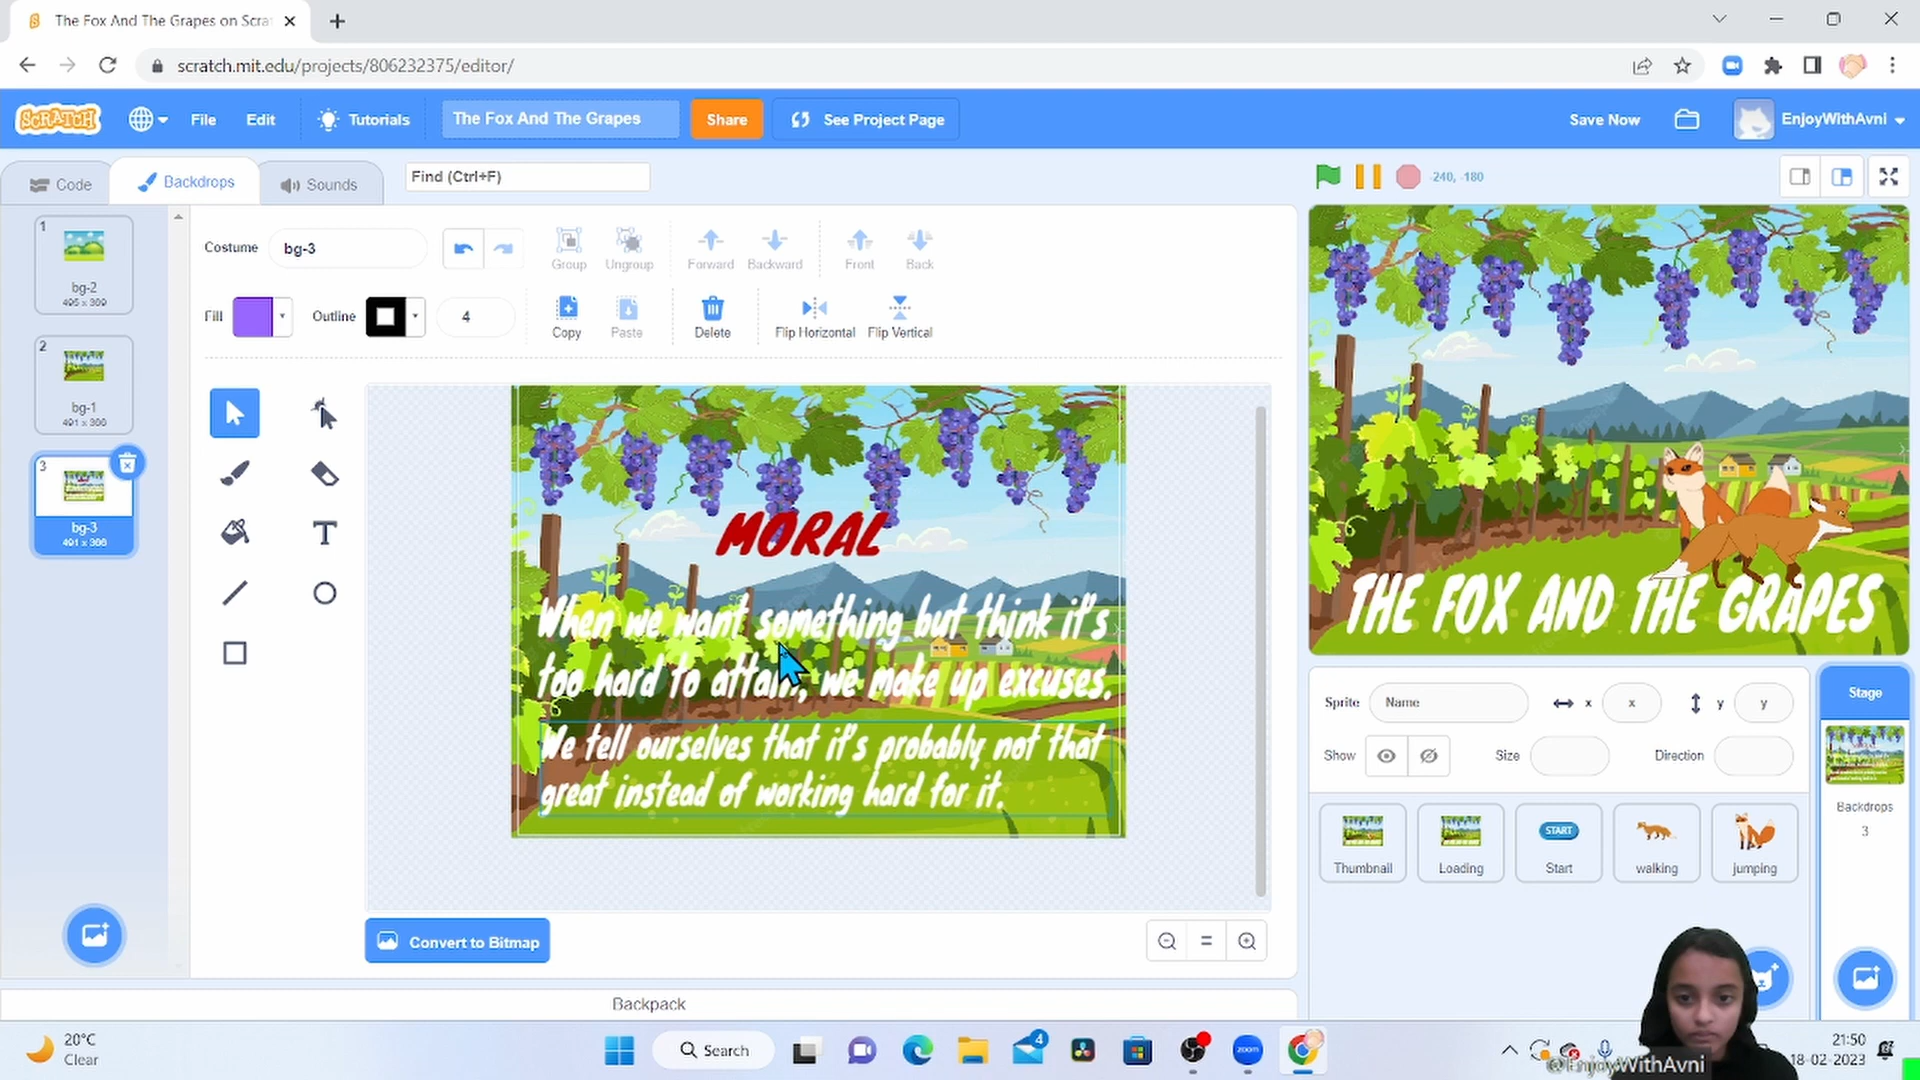 The Fox And The Grapes on Scra
scratch.mit.edu/projects/806232375/editor/
SCRATCH
File
Edit
Tutorials
The Fox And The Grapes
Share
See Project Page
Save Now
EnjoyWithAvni
Code
Backdrops
Sounds
Find (Ctrl+F)
-240, -180
1
bg-2
2
bg-1
3
bg-3
Costume
bg-3
Group
Ungroup
Forward
Backward
Front
Back
Fill
Outline
4
Copy
Paste
Delete
Flip Horizontal
Flip Vertical
T
MORAL
When we want something but think it's
too hard to attain, we make up excuses.
We tell ourselves that it's probably not that
great instead of working hard for it.
Convert to Bitmap
Backpack
THE FOX AND THE GRAPES
Sprite
Name
x
x
y
y
Show
Size
Direction
Stage
Backdrops
3
Thumbnail
Loading
START
Start
walking
jumping
20°C
Clear
Search
4
zoom
21:50
18-02-2023
@EnjoyWithAvni